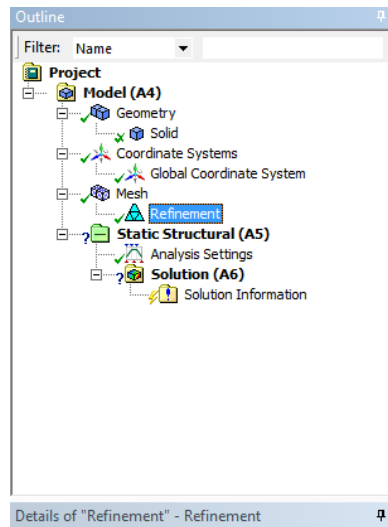 Outline
Filter: Name
Project
Model (A4)
Geometry
Solid
Coordinate Systems
Global Coordinate System
Mesh
Refinement
Static Structural (A5)
Analysis Settings
Solution (A6)
Solution Information
Details of "Refinement" - Refinement